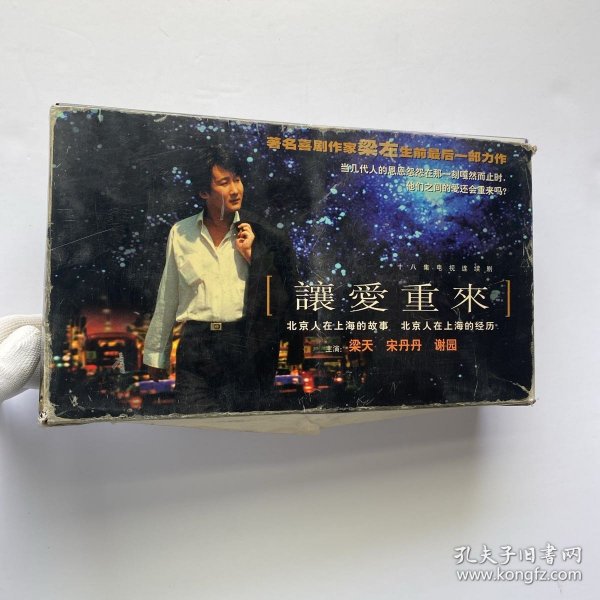 著名喜剧作家梁左生前最后一部力作
当几代人的恩恩怨怨在那一刻嘎然而止时，
他们之间的爱还会重来吗？
十八集电视连续剧
[讓愛重來]
北京人在上海的故事 北京人在上海的经历
主演：梁天 宋丹丹 谢园
孔夫子旧书网
www.kongfz.com